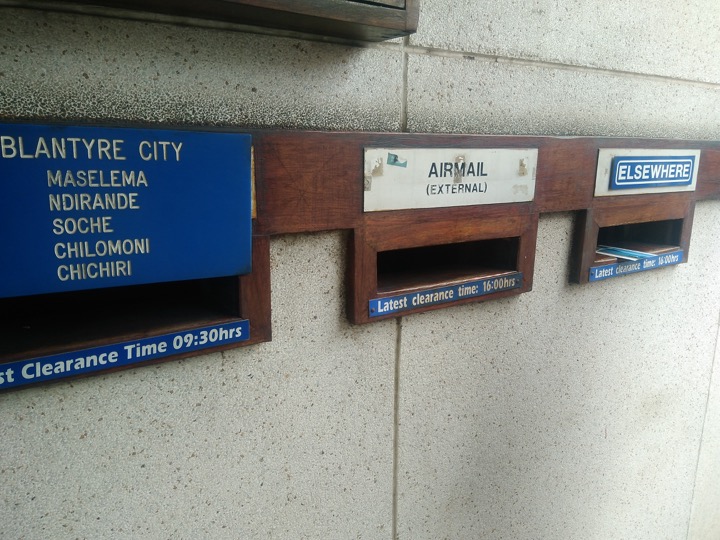 BLANTYRE CITY
MASELEMA
NDIRANDE
SOCHE
CHILOMONI
CHICHIRI
Clearance Time 09:30hrs
AIRMAIL
(EXTERNAL)
Latest clearance time: 16:00hrs
ELSEWHERE
Latest clearance time: 16:00hrs